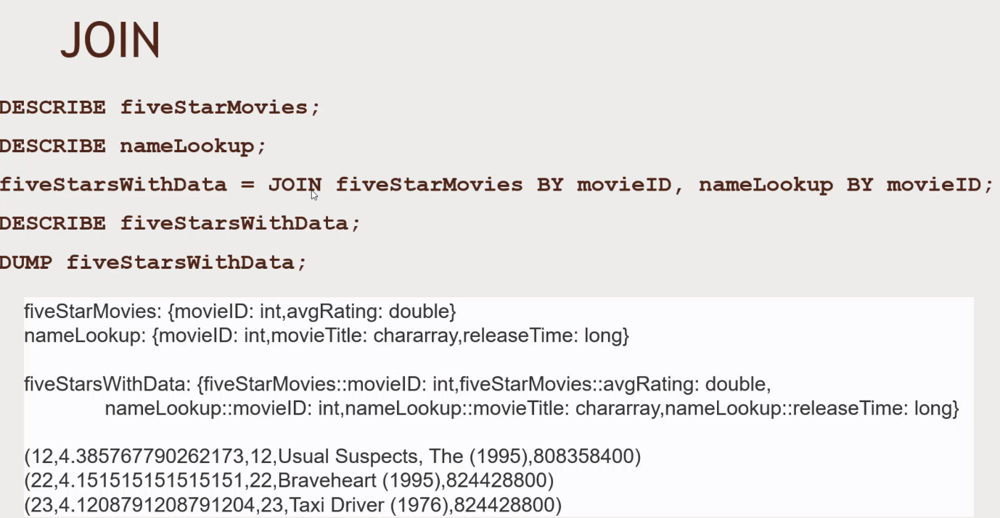 JOIN
DESCRIBE fiveStarMovies;
DESCRIBE nameLookup;
fiveStarsWithData = JOIN fiveStarMovies BY movieID, nameLookup BY movieID;
DESCRIBE fiveStarsWithData;
DUMP fiveStarsWithData;
fiveStarMovies: {movieID: int,avgRating: double}
nameLookup: {movieID: int,movieTitle: chararray,releaseTime: long}
fiveStarsWithData: {fiveStarMovies::movieID: int,fiveStarMovies::avgRating: double,
nameLookup::movieID: int,nameLookup::movieTitle: chararray,nameLookup::releaseTime: long}
(12,4.385767790262173,12,Usual Suspects, The (1995),808358400)
(22,4.151515151515151,22,Braveheart (1995),824428800)
(23,4.1208791208791204,23,Taxi Driver (1976),824428800)